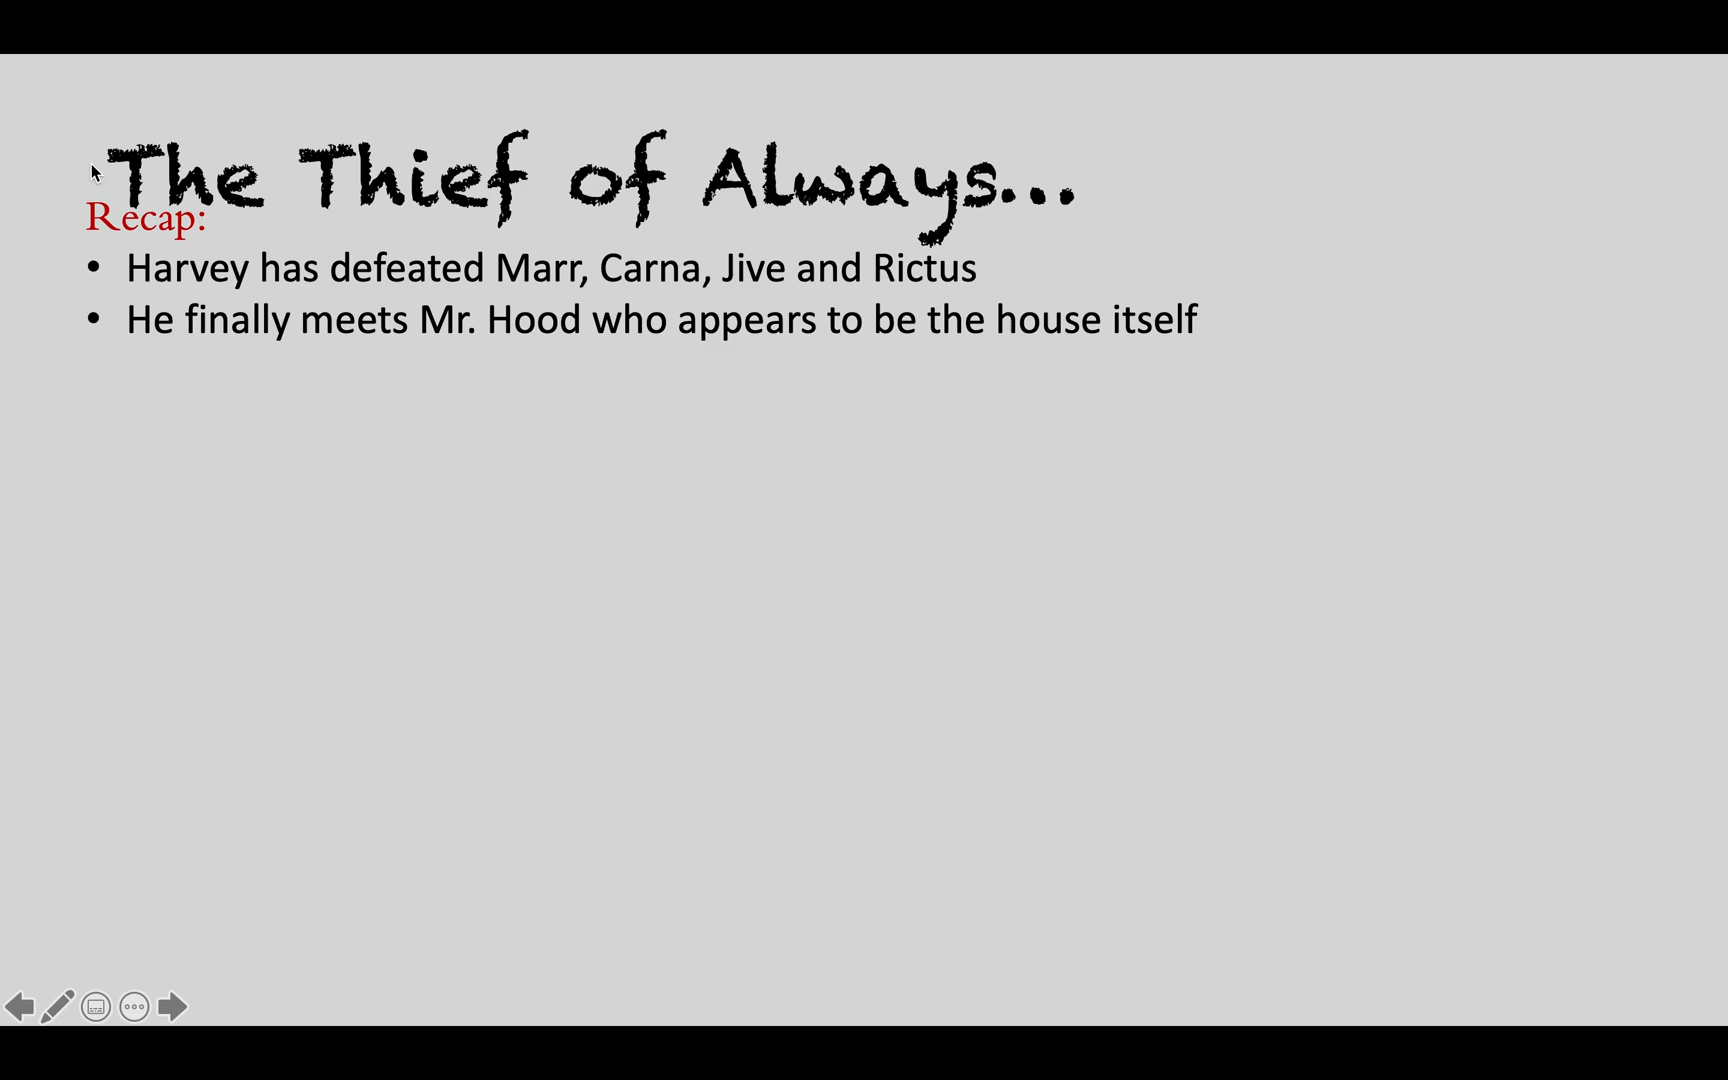 The Thief of Always...
Recap:
• Harvey has defeated Marr, Carna, Jive and Rictus
• He finally meets Mr. Hood who appears to be the house itself